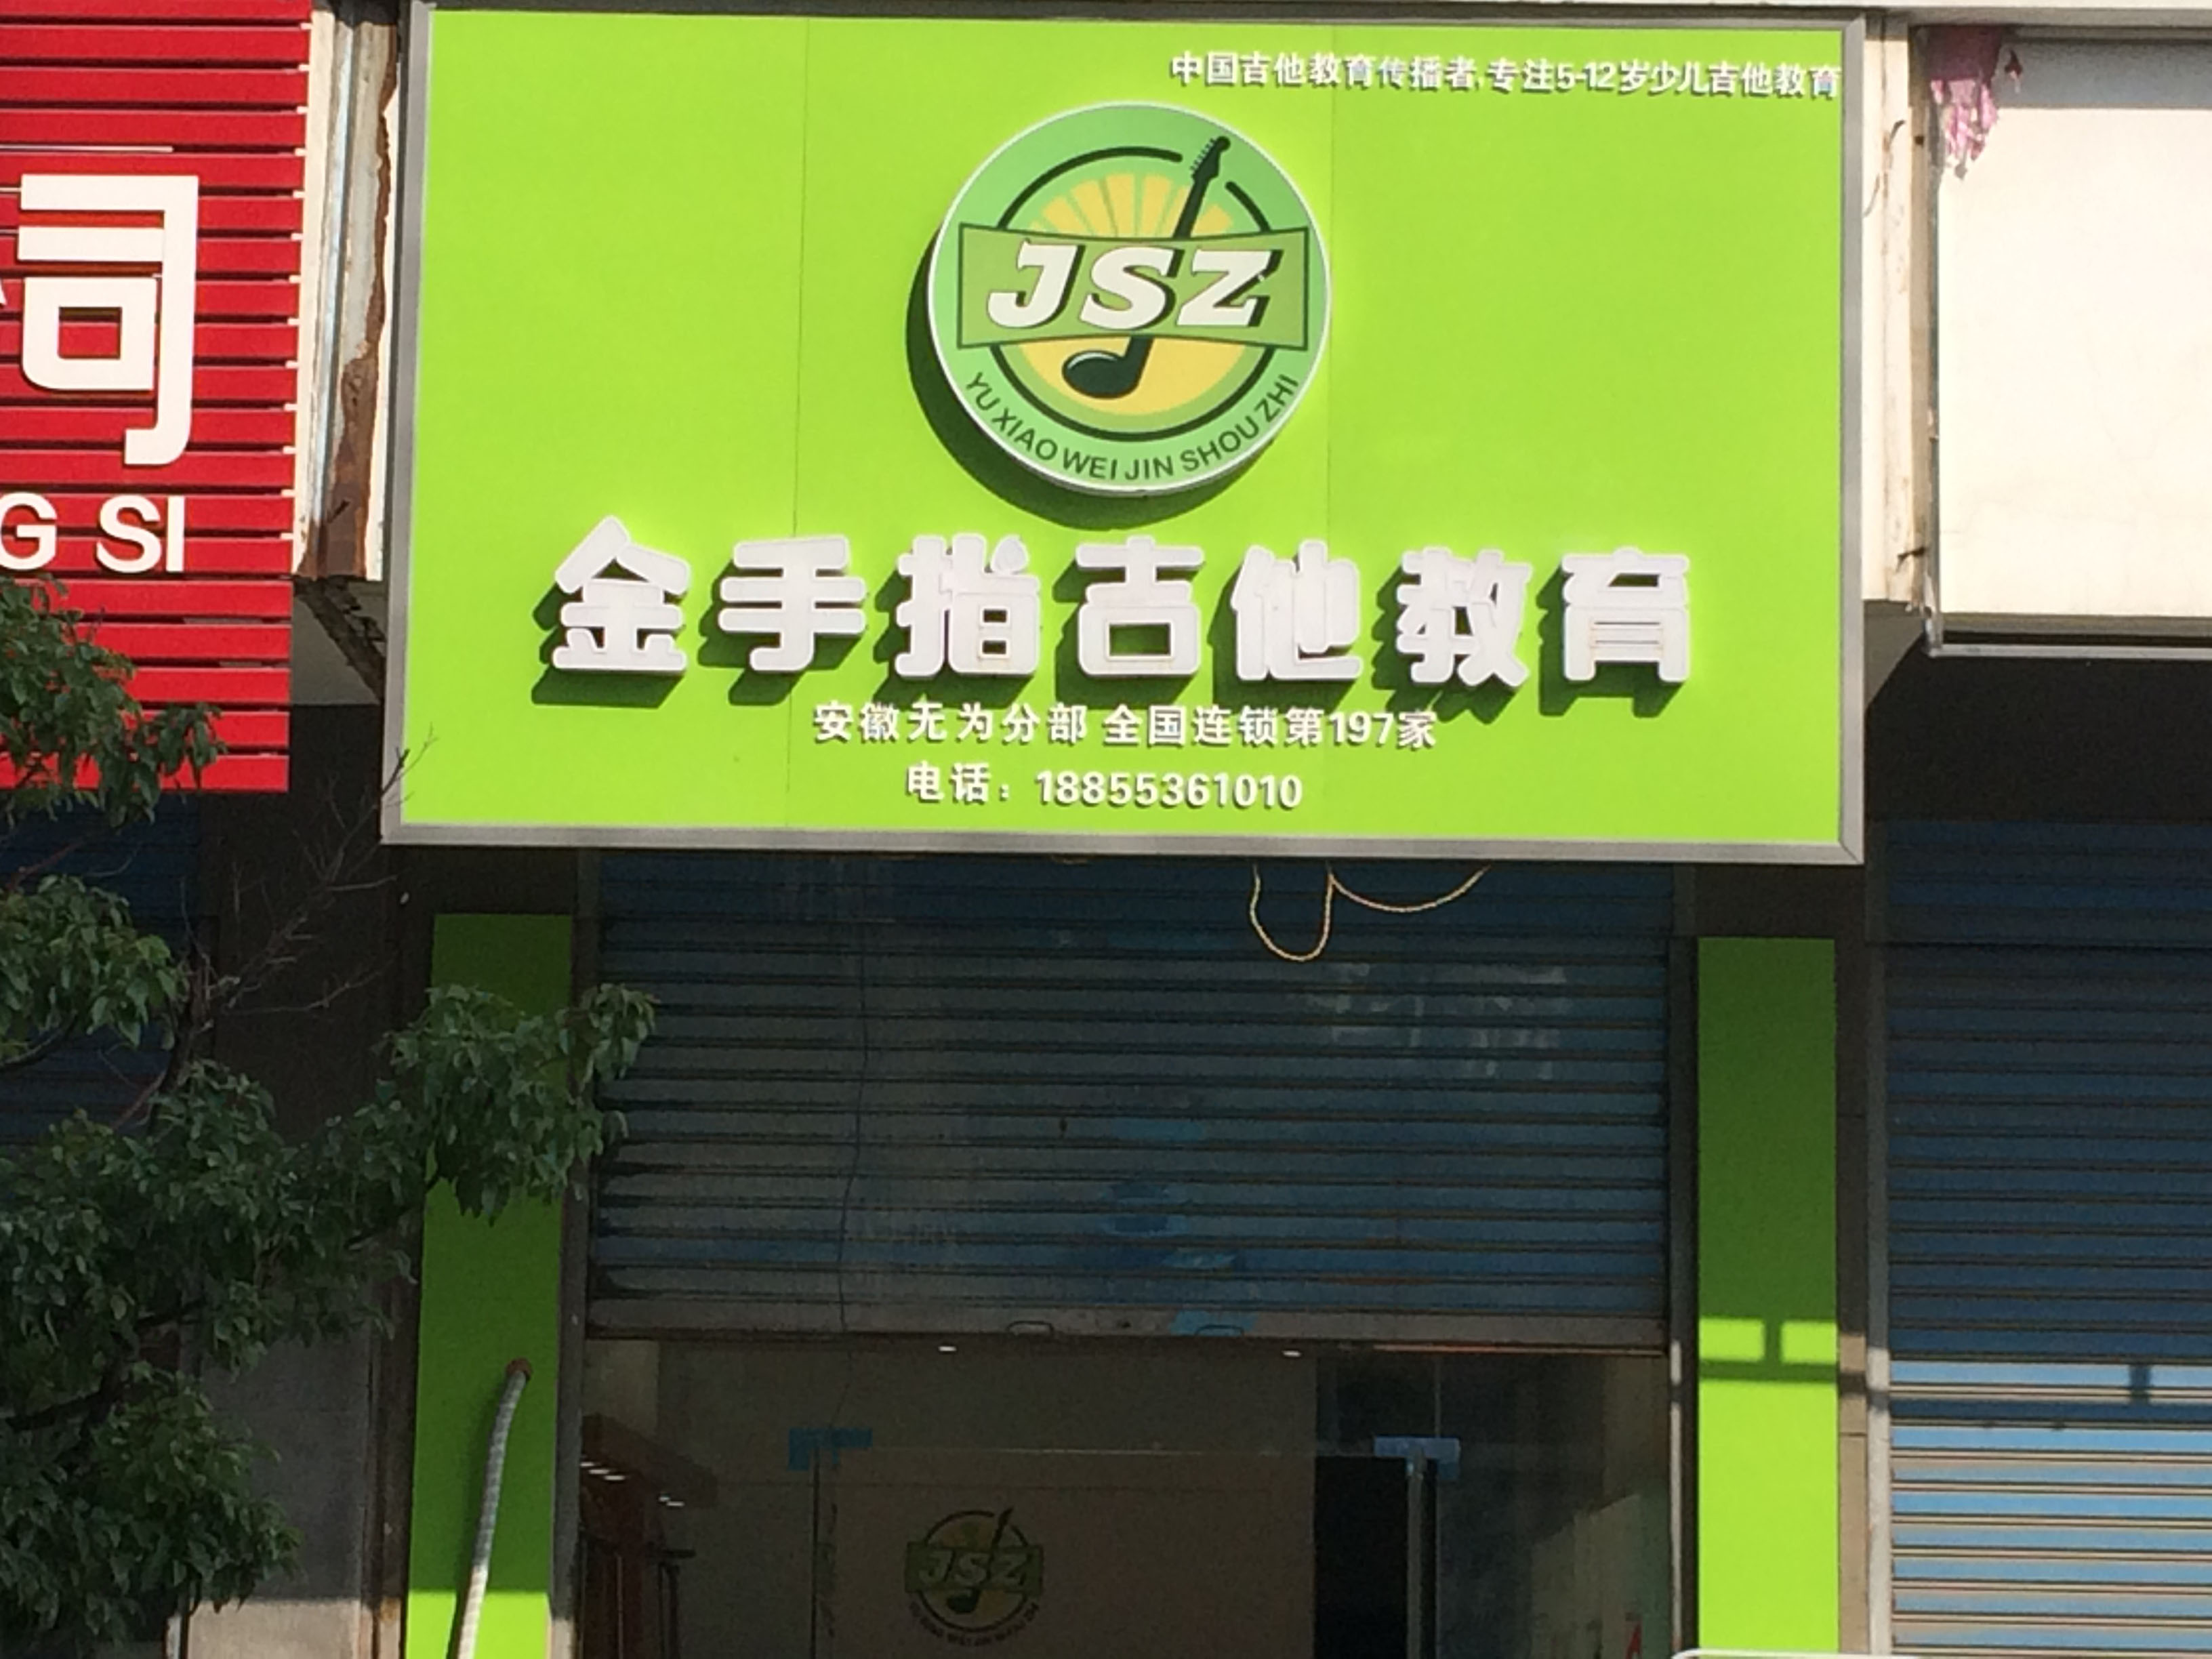 中国吉他教育传播者,专注5-12岁少儿吉他教育
JSZ
YU XIAO WEI JIN SHOU ZHI
金手指吉他教育
安徽无为分部 全国连锁第197家
电话：18855361010
司
G SI
JSZ